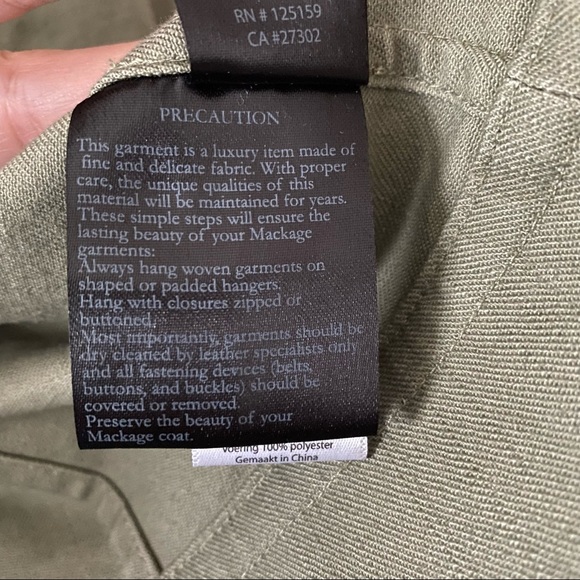 RN # 125159
CA #27302
PRECAUTION
This garment is a luxury item made of
fine and delicate fabric. With proper
care, the unique qualities of this
material will be maintained for years.
These simple steps will ensure the
lasting beauty of your Mackage
garments:
Always hang woven garments on
shaped or padded hangers.
Hang with closures zipped or
buttoned.
Most importantly, garments should be
dry cleaned by leather specialists only
and all fastening devices (belts,
buttons, and buckles) should be
covered or removed.
Preserve the beauty of your
Mackage coat.
Voering 100% polyester
Gemaakt in China